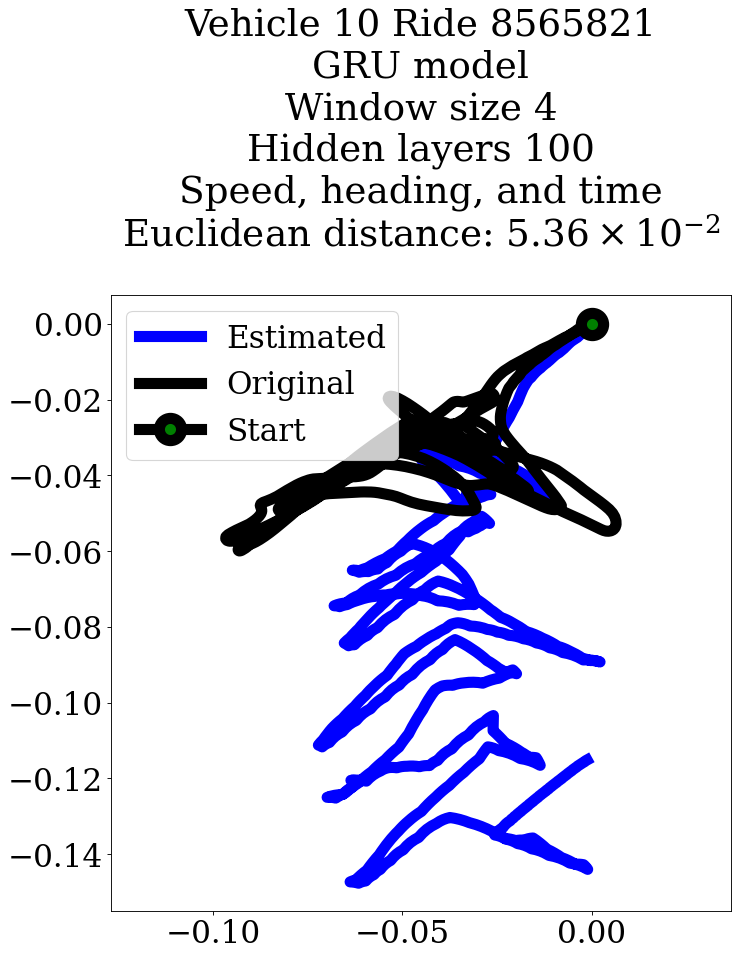 Vehicle 10 Ride 8565821
GRU model
Window size 4
Hidden layers 100
Speed, heading, and time
Euclidean distance: 5.36 × 10⁻²
Estimated
Original
Start
0.00
−0.02
−0.04
−0.06
−0.08
−0.10
−0.12
−0.14
−0.10
−0.05
0.00